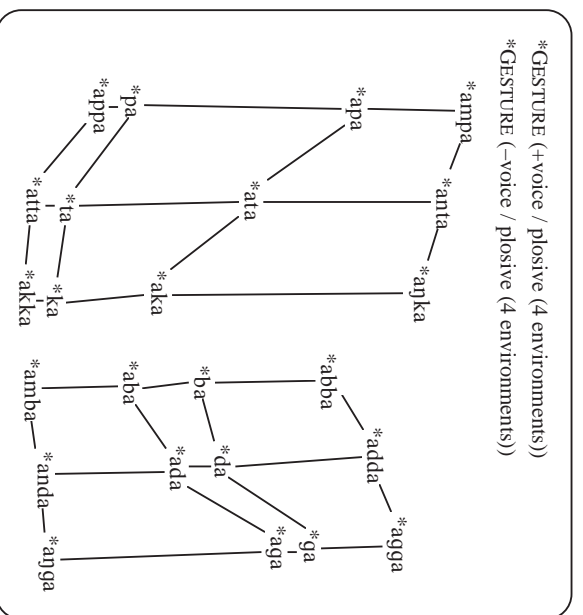 *GESTURE (+voice / plosive (4 environments))
*GESTURE (−voice / plosive (4 environments))
*ampa
*anta
*aŋka
*agga
*adda
*apa
*abba
*ga
*aga
*ata
*da
*ba
*ada
*aka
*pa
*aba
*appa
*ta
*ka
*aŋga
*anda
*atta
*amba
*akka